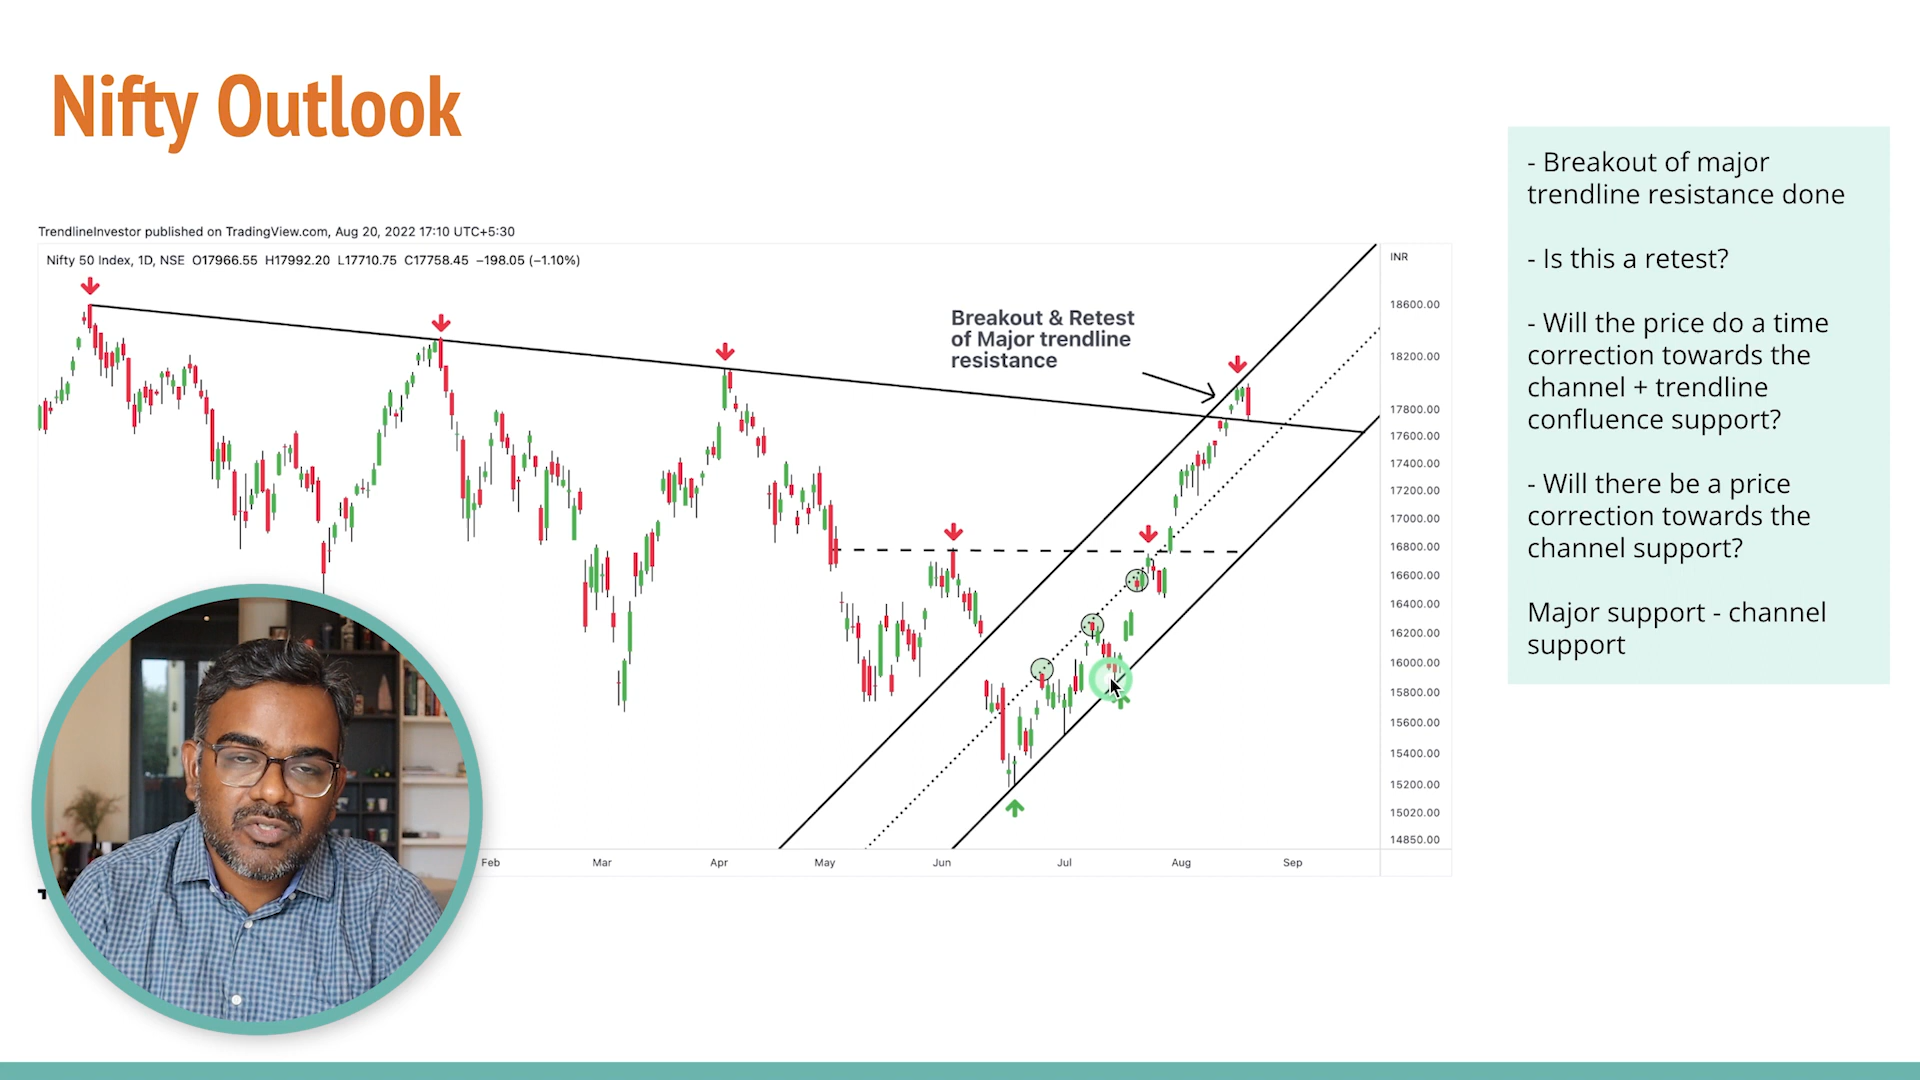 Nifty Outlook
TrendlineInvestor published on TradingView.com, Aug 20, 2022 17:10 UTC+5:30
Nifty 50 Index, 1D, NSE O17966.55 H17992.20 L17710.75 C17758.45 −198.05 (−1.10%)
Breakout & Retest
of Major trendline
resistance
INR
18600.00
18200.00
17800.00
17600.00
17400.00
17200.00
17000.00
16800.00
16600.00
16400.00
16200.00
16000.00
15800.00
15600.00
15400.00
15200.00
15020.00
14850.00
Feb Mar Apr May Jun Jul Aug Sep
- Breakout of major
trendline resistance done
- Is this a retest?
- Will the price do a time
correction towards the
channel + trendline
confluence support?
- Will there be a price
correction towards the
channel support?
Major support - channel
support